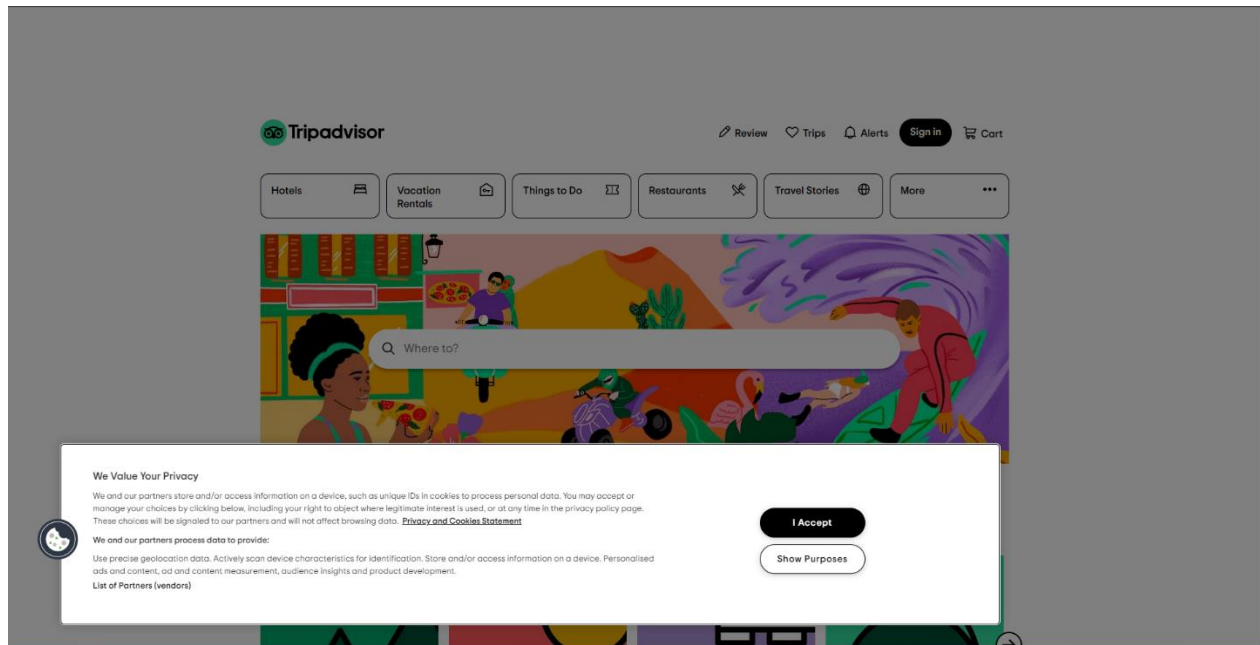 Tripadvisor
Review Trips Alerts Sign in Cart
Hotels
Vacation
Rentals
Things to Do
Restaurants
Travel Stories
More
Where to?
We Value Your Privacy
We and our partners store and/or access information on a device, such as unique IDs in cookies to process personal data. You may accept or
manage your choices by clicking below, including your right to object where legitimate interest is used, or at any time in the privacy policy page.
These choices will be signaled to our partners and will not affect browsing data. Privacy and Cookies Statement
We and our partners process data to provide:
Use precise geolocation data. Actively scan device characteristics for identification. Store and/or access information on a device. Personalised
ads and content, ad and content measurement, audience insights and product development.
List of Partners (vendors)
I Accept
Show Purposes